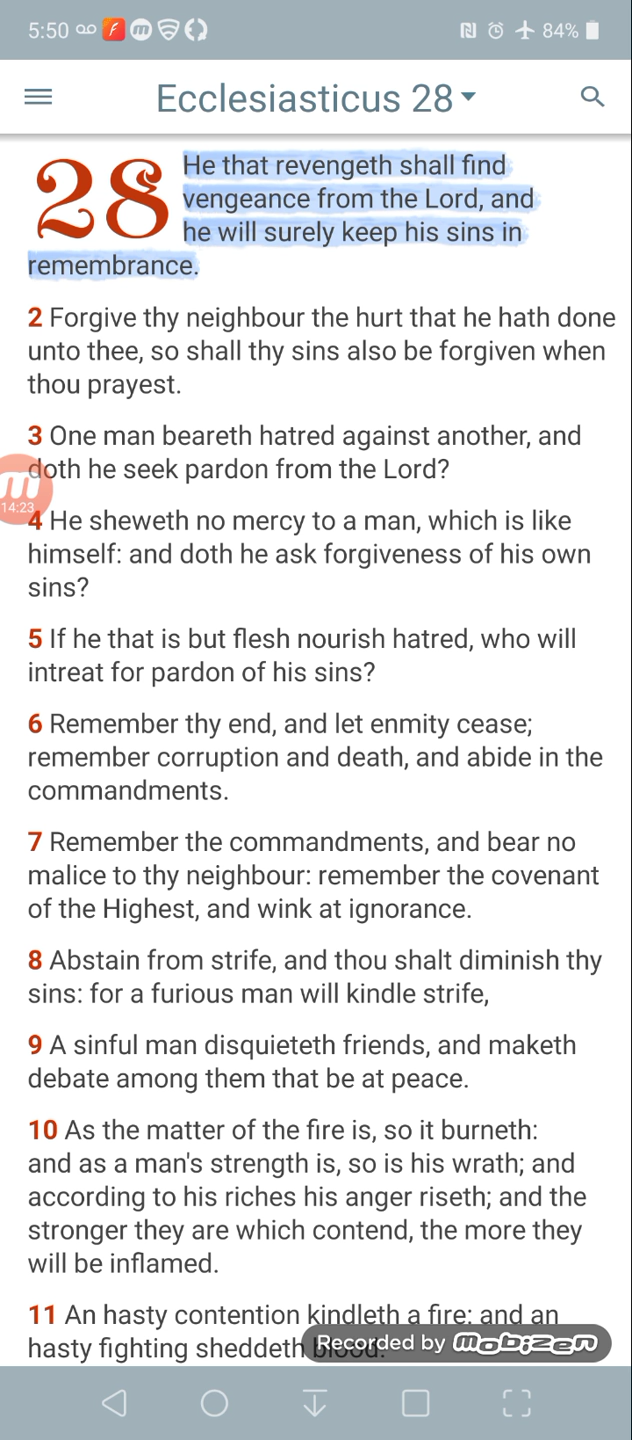 5:50 84%
Ecclesiasticus 28
28 He that revengeth shall find
vengeance from the Lord, and
he will surely keep his sins in
remembrance.
2 Forgive thy neighbour the hurt that he hath done
unto thee, so shall thy sins also be forgiven when
thou prayest.
3 One man beareth hatred against another, and
doth he seek pardon from the Lord?
m
14:23
4 He sheweth no mercy to a man, which is like
himself: and doth he ask forgiveness of his own
sins?
5 If he that is but flesh nourish hatred, who will
intreat for pardon of his sins?
6 Remember thy end, and let enmity cease;
remember corruption and death, and abide in the
commandments.
7 Remember the commandments, and bear no
malice to thy neighbour: remember the covenant
of the Highest, and wink at ignorance.
8 Abstain from strife, and thou shalt diminish thy
sins: for a furious man will kindle strife,
9 A sinful man disquieteth friends, and maketh
debate among them that be at peace.
10 As the matter of the fire is, so it burneth:
and as a man's strength is, so is his wrath; and
according to his riches his anger riseth; and the
stronger they are which contend, the more they
will be inflamed.
11 An hasty contention kindleth a fire: and an
hasty fighting sheddeth blood.
Recorded by mobizen